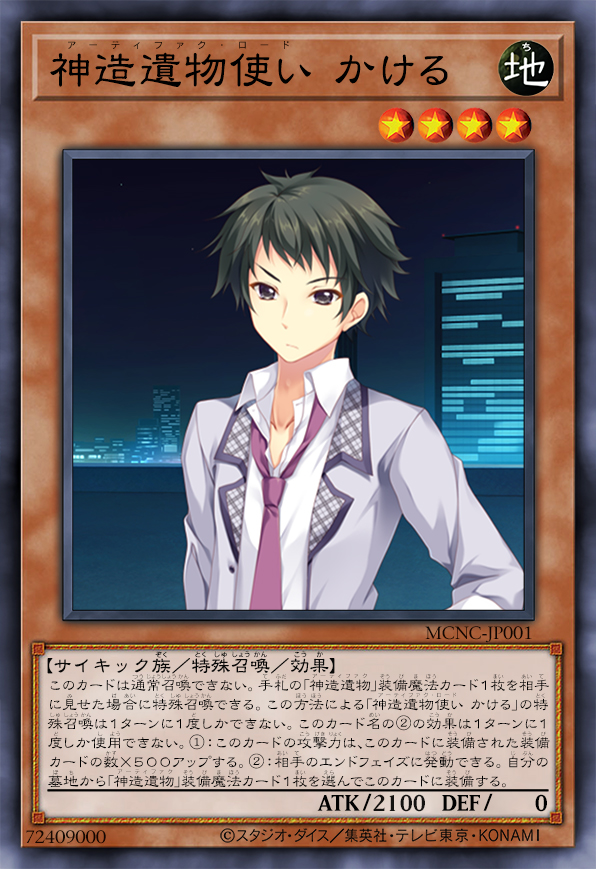 アーティファク・ロード
神造遺物使い かける
ち
地
MCNC-JP001
【サイキック族／特殊召喚／効果】
このカードは通常召喚できない。手札の「神造遺物」装備魔法カード1枚を相手
に見せた場合に特殊召喚できる。この方法による「神造遺物使い かける」の特
殊召喚は1ターンに1度しかできない。このカード名の②の効果は1ターンに1
度しか使用できない。①：このカードの攻撃力は、このカードに装備された装備
カードの数×500アップする。②：相手のエンドフェイズに発動できる。自分の
墓地から「神造遺物」装備魔法カード1枚を選んでこのカードに装備する。
ATK/2100 DEF/ 0
72409000
©スタジオ・ダイス／集英社・テレビ東京・KONAMI